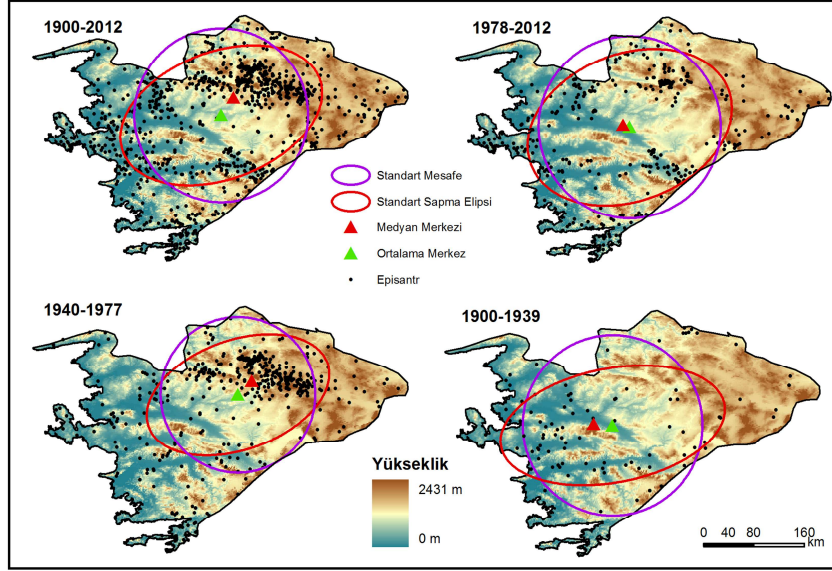 1900-2012
1978-2012
Standart Mesafe
Standart Sapma Elipsi
Medyan Merkezi
Ortalama Merkez
Episantr
1940-1977
1900-1939
Yükseklik
2431 m
0 m
0 40 80 160
km